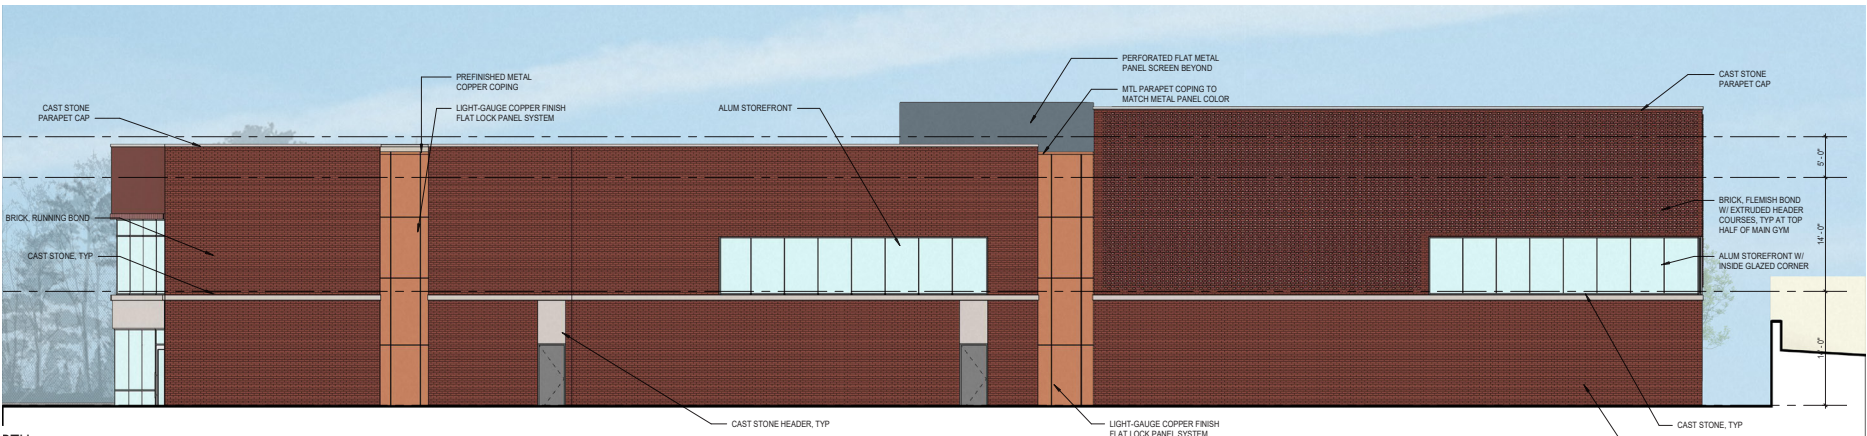 PERFORATED FLAT METAL
PANEL SCREEN BEYOND
PREFINISHED METAL
COPPER COPING
CAST STONE
PARAPET CAP
MTL PARAPET COPING TO
MATCH METAL PANEL COLOR
CAST STONE
PARAPET CAP
LIGHT-GAUGE COPPER FINISH
FLAT LOCK PANEL SYSTEM
ALUM STOREFRONT
5'-0"
BRICK, RUNNING BOND
BRICK, FLEMISH BOND
W/ EXTRUDED HEADER
COURSES, TYP AT TOP
HALF OF MAIN GYM
14'-0"
CAST STONE, TYP
ALUM STOREFRONT W/
INSIDE GLAZED CORNER
CAST STONE HEADER, TYP
LIGHT-GAUGE COPPER FINISH
FLAT LOCK PANEL SYSTEM
CAST STONE, TYP